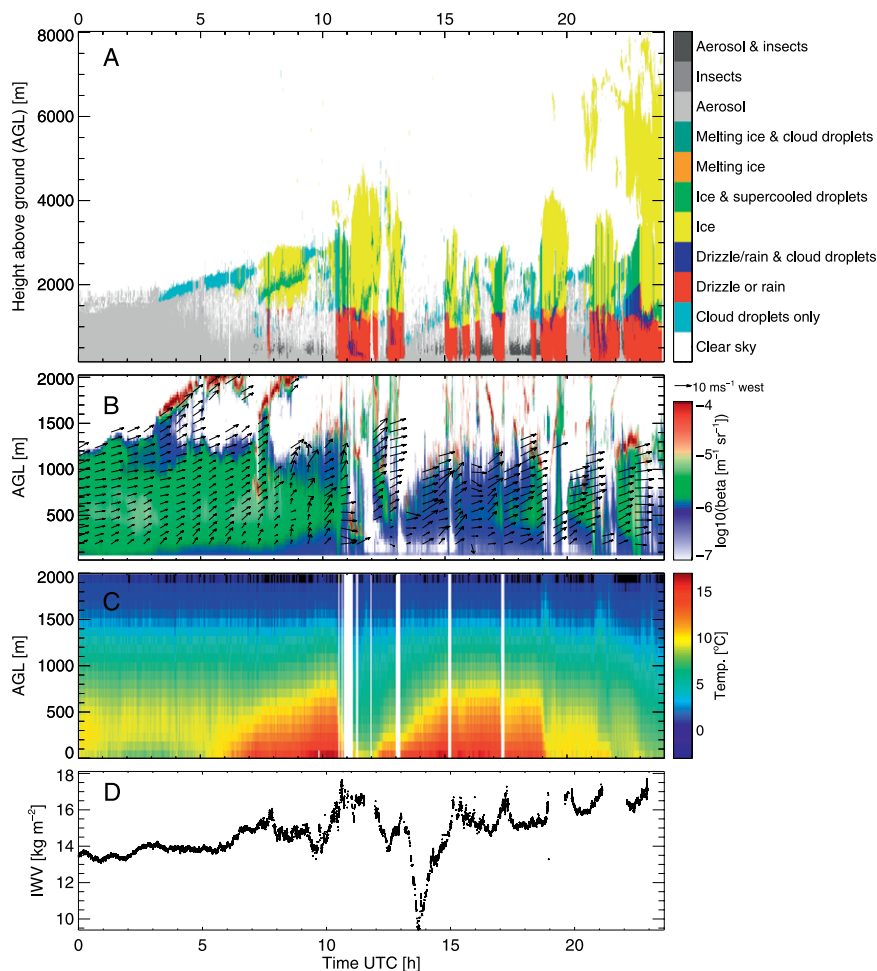 0 5 10 15 20
A
8000
6000
4000
2000
Height above ground (AGL) [m]
Aerosol & insects
Insects
Aerosol
Melting ice & cloud droplets
Melting ice
Ice & supercooled droplets
Ice
Drizzle/rain & cloud droplets
Drizzle or rain
Cloud droplets only
Clear sky
B
2000
1500
1000
500
AGL [m]
10 ms⁻¹ west
−4
−5
−6
−7
log10(beta [m⁻¹ sr⁻¹]
C
2000
1500
1000
500
0
AGL [m]
15
10
5
0
Temp. [°C]
D
18
16
14
12
10
IWV [kg m⁻²]
0 5 10 15 20
Time UTC [h]